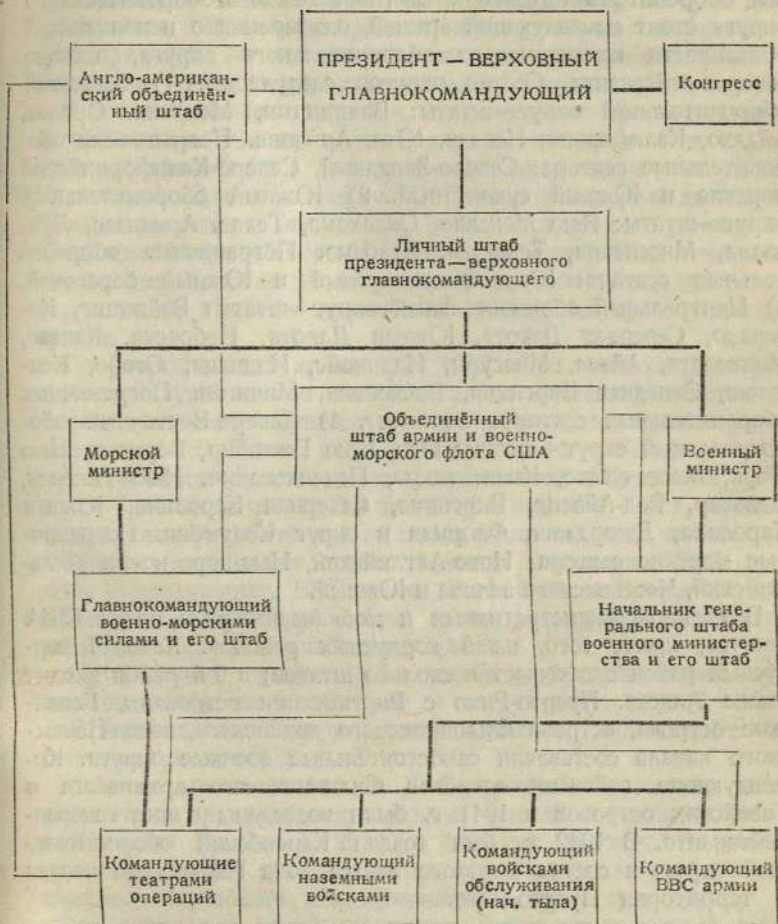 Англо-американ-
ский объединён-
ный штаб
ПРЕЗИДЕНТ — ВЕРХОВНЫЙ
ГЛАВНОКОМАНДУЮЩИЙ
Конгресс
Личный штаб
президента—верховного
главнокомандующего
Морской
министр
Объединённый
штаб армии и военно-
морского флота США
Военный
министр
Главнокомандующий
военно-морскими
силами и его штаб
Начальник гене-
рального штаба
военного министер-
ства и его штаб
Командующие
театрами
операций
Командующий
наземными
войсками
Командующий
войсками
обслуживания
(нач. тыла)
Командующий
ВВС армии